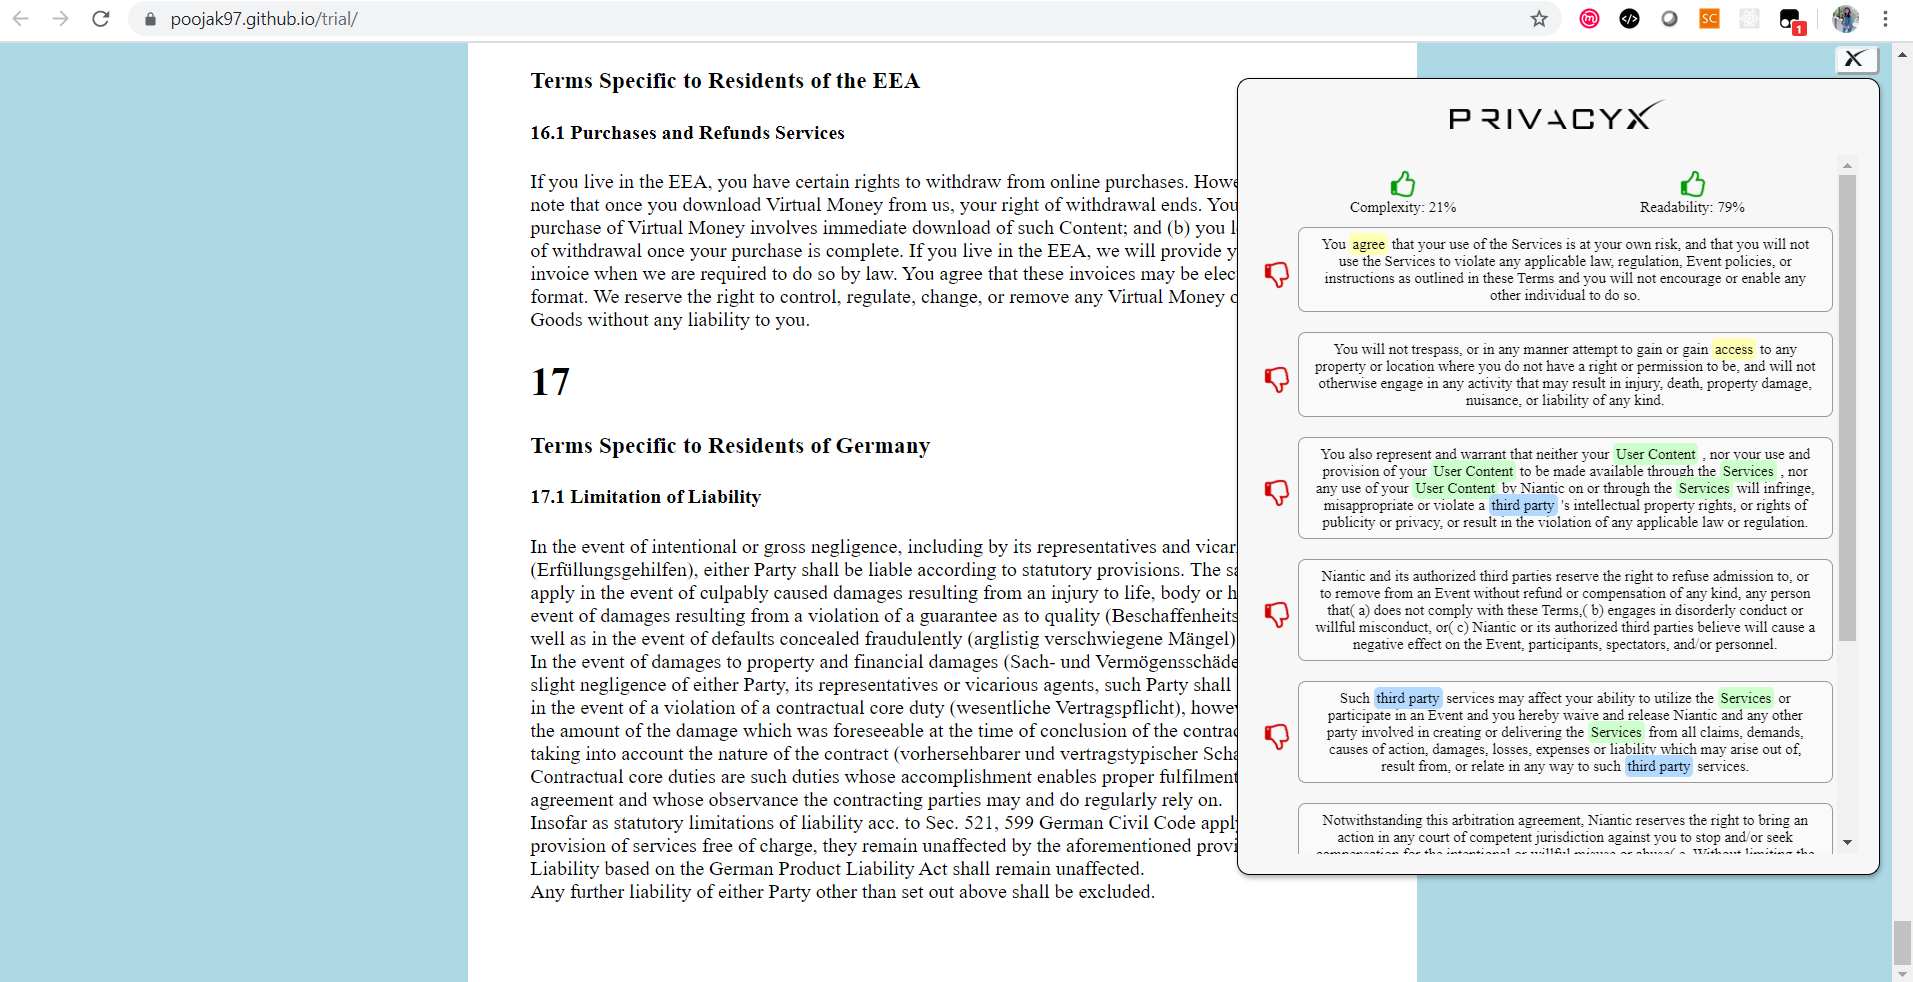 poojak97.github.io/trial/
SC
1
X
Terms Specific to Residents of the EEA
16.1 Purchases and Refunds Services
If you live in the EEA, you have certain rights to withdraw from online purchases. Howe
note that once you download Virtual Money from us, your right of withdrawal ends. You
purchase of Virtual Money involves immediate download of such Content; and (b) you l
of withdrawal once your purchase is complete. If you live in the EEA, we will provide y
invoice when we are required to do so by law. You agree that these invoices may be elec
format. We reserve the right to control, regulate, change, or remove any Virtual Money o
Goods without any liability to you.
17
Terms Specific to Residents of Germany
17.1 Limitation of Liability
In the event of intentional or gross negligence, including by its representatives and vicar
(Erfüllungsgehilfen), either Party shall be liable according to statutory provisions. The sa
apply in the event of culpably caused damages resulting from an injury to life, body or h
event of damages resulting from a violation of a guarantee as to quality (Beschaffenheits
well as in the event of defaults concealed fraudulently (arglistig verschwiegene Mängel)
In the event of damages to property and financial damages (Sach- und Vermögensschäde
slight negligence of either Party, its representatives or vicarious agents, such Party shall
in the event of a violation of a contractual core duty (wesentliche Vertragspflicht), howev
the amount of the damage which was foreseeable at the time of conclusion of the contrac
taking into account the nature of the contract (vorhersehbarer und vertragstypischer Scha
Contractual core duties are such duties whose accomplishment enables proper fulfilment
agreement and whose observance the contracting parties may and do regularly rely on.
Insofar as statutory limitations of liability acc. to Sec. 521, 599 German Civil Code apply
provision of services free of charge, they remain unaffected by the aforementioned provi
Liability based on the German Product Liability Act shall remain unaffected.
Any further liability of either Party other than set out above shall be excluded.
PRIVACYX
Complexity: 21%
Readability: 79%
You agree that your use of the Services is at your own risk, and that you will not
use the Services to violate any applicable law, regulation, Event policies, or
instructions as outlined in these Terms and you will not encourage or enable any
other individual to do so.
You will not trespass, or in any manner attempt to gain or gain access to any
property or location where you do not have a right or permission to be, and will not
otherwise engage in any activity that may result in injury, death, property damage,
nuisance, or liability of any kind.
You also represent and warrant that neither your User Content , nor your use and
provision of your User Content to be made available through the Services , nor
any use of your User Content by Niantic on or through the Services will infringe,
misappropriate or violate a third party 's intellectual property rights, or rights of
publicity or privacy, or result in the violation of any applicable law or regulation.
Niantic and its authorized third parties reserve the right to refuse admission to, or
to remove from an Event without refund or compensation of any kind, any person
that( a) does not comply with these Terms,( b) engages in disorderly conduct or
willful misconduct, or( c) Niantic or its authorized third parties believe will cause a
negative effect on the Event, participants, spectators, and/or personnel.
Such third party services may affect your ability to utilize the Services or
participate in an Event and you hereby waive and release Niantic and any other
party involved in creating or delivering the Services from all claims, demands,
causes of action, damages, losses, expenses or liability which may arise out of,
result from, or relate in any way to such third party services.
Notwithstanding this arbitration agreement, Niantic reserves the right to bring an
action in any court of competent jurisdiction against you to stop and/or seek
compensation for the intentional or willful misuse or abuse( e. Without limiting the